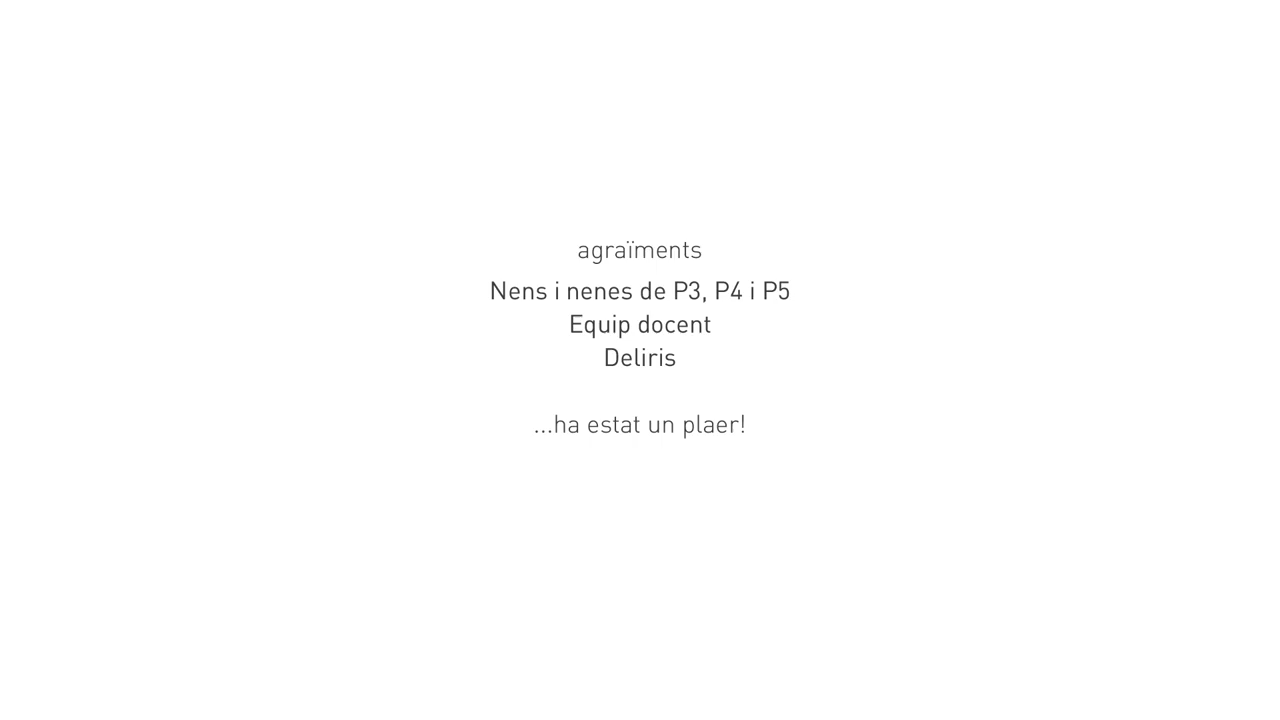 agraïments
Nens i nenes de P3, P4 i P5
Equip docent
Deliris
...ha estat un plaer!